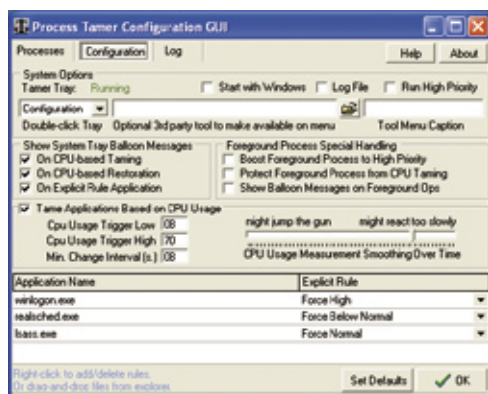 Process Tamer Configuration GUI
Processes Configuration Log Help About
System Options
Tamer Tray: Running Start with Windows Log File Run High Priority
Configuration
Double-click Tray Optional 3rd party tool to make available on menu Tool Menu Caption
Show System Tray Balloon Messages Foreground Process Special Handling
On CPU-based Taming Boost Foreground Process to High Priority
On CPU-based Restoration Protect Foreground Process from CPU Taming
On Explicit Rule Application Show Balloon Messages on Foreground Ops
Tame Applications Based on CPU Usage
Cpu Usage Trigger Low 08 might jump the gun might react too slowly
Cpu Usage Trigger High 70
Min. Change Interval (s.) 08 CPU Usage Measurement Smoothing Over Time
Application Name Explicit Rule
winlogon.exe Force High
realsched.exe Force Below Normal
lsass.exe Force Normal
Right-click to add/delete rules.
Or drag-and-drop files from explorer. Set Defaults OK